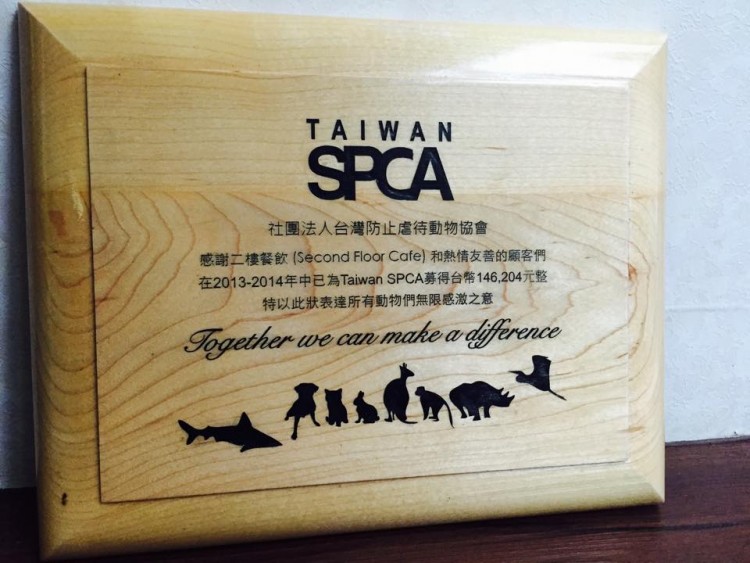 TAIWAN
SPCA
社團法人台灣防止虐待動物協會
感謝二樓餐飲 (Second Floor Cafe) 和熱情友善的顧客們
在2013-2014年中已為Taiwan SPCA募得台幣146,204元整
特以此狀表達所有動物們無限感激之意
Together we can make a difference